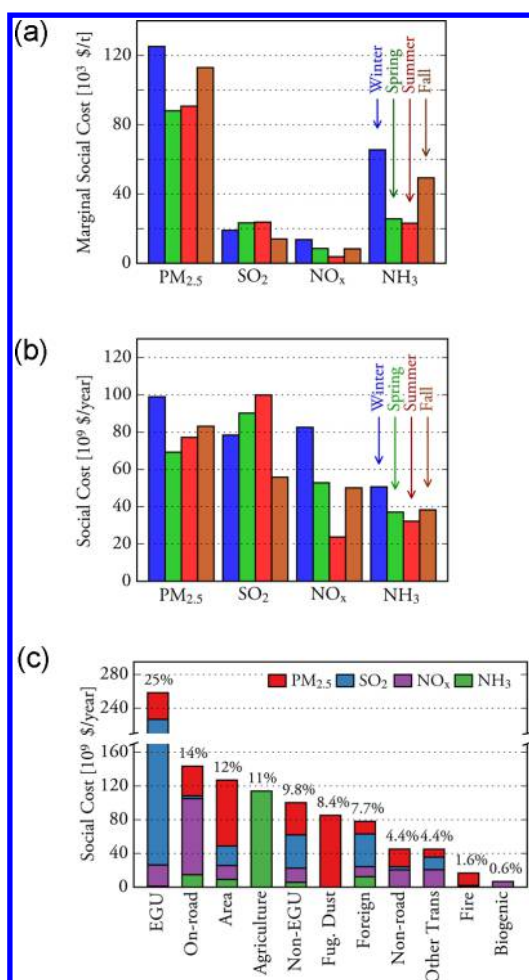 (a)
Marginal Social Cost [10³ $/t]
120
80
40
0
Winter
Spring
Summer
Fall
PM₂.₅ SO₂ NOₓ NH₃
(b)
Social Cost [10⁹ $/year]
120
100
80
60
40
20
0
Winter
Spring
Summer
Fall
PM₂.₅ SO₂ NOₓ NH₃
(c)
Social Cost [10⁹ $/year]
280
240
160
120
80
40
0
PM₂.₅ SO₂ NOₓ NH₃
25%
14%
12%
11%
9.8%
8.4%
7.7%
4.4%
4.4%
1.6%
0.6%
EGU
On-road
Area
Agriculture
Non-EGU
Fug. Dust
Foreign
Non-road
Other Trans
Fire
Biogenic